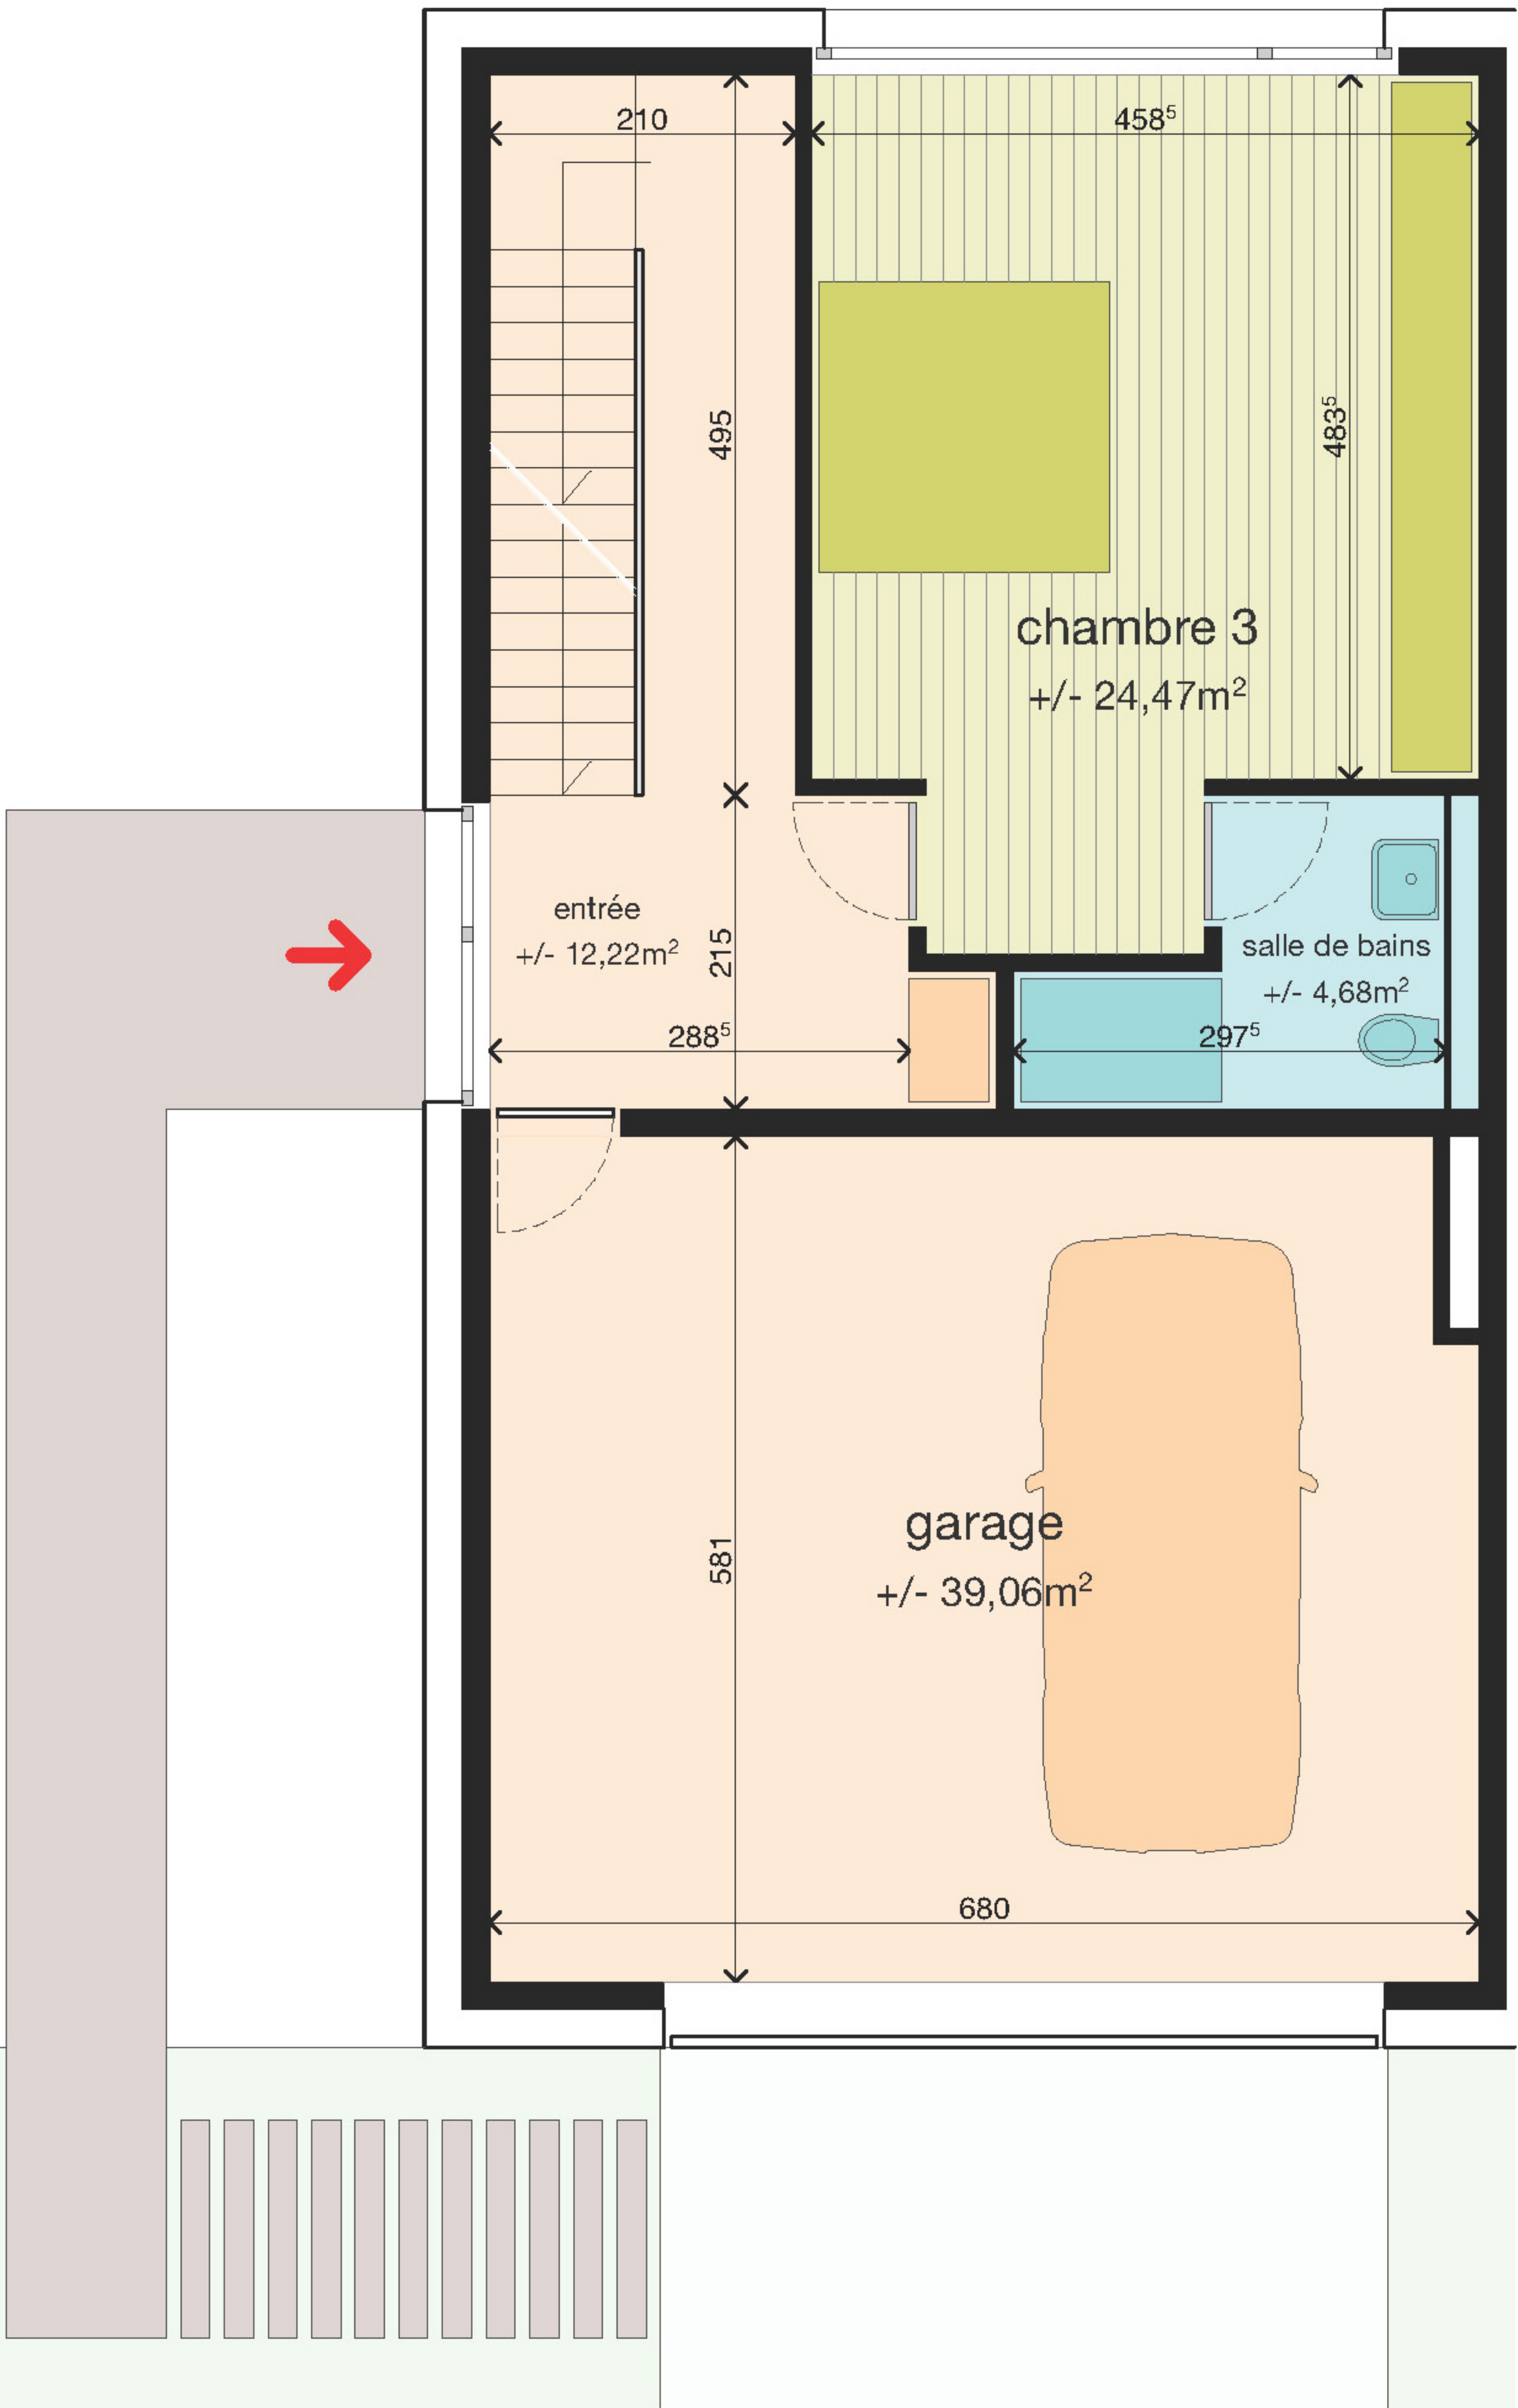 210
458⁵
495
483⁵
chambre 3
+/- 24,47m²
entrée
+/- 12,22m²
215
salle de bains
+/- 4,68m²
288⁵
297⁵
garage
+/- 39,06m²
581
680